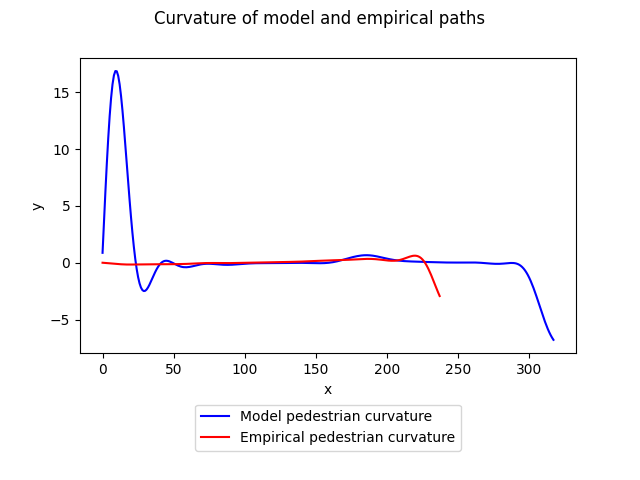 Curvature of model and empirical paths
15
10
5
0
−5
y
0 50 100 150 200 250 300
x
Model pedestrian curvature
Empirical pedestrian curvature